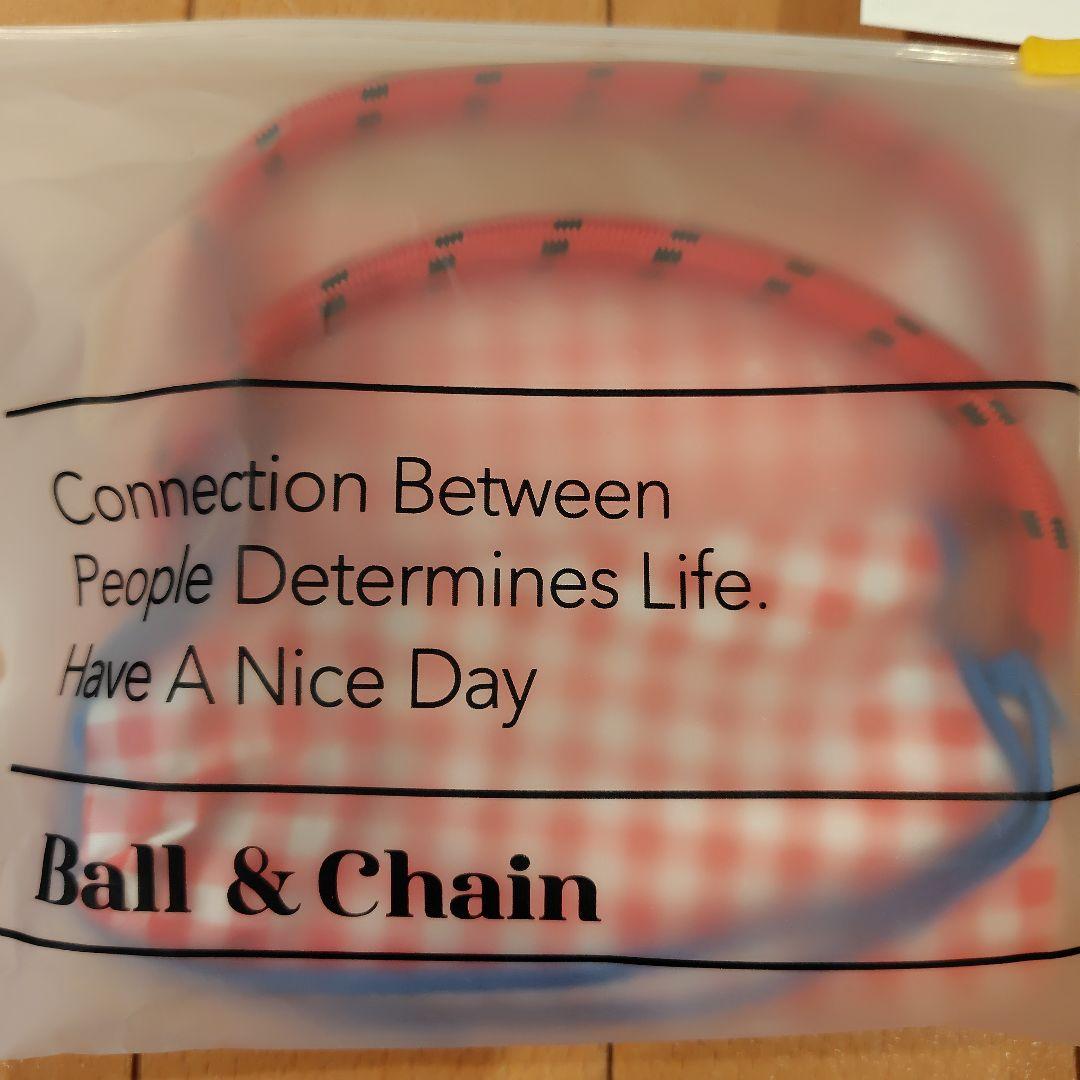 Connection Between
People Determines Life.
Have A Nice Day
Ball & Chain